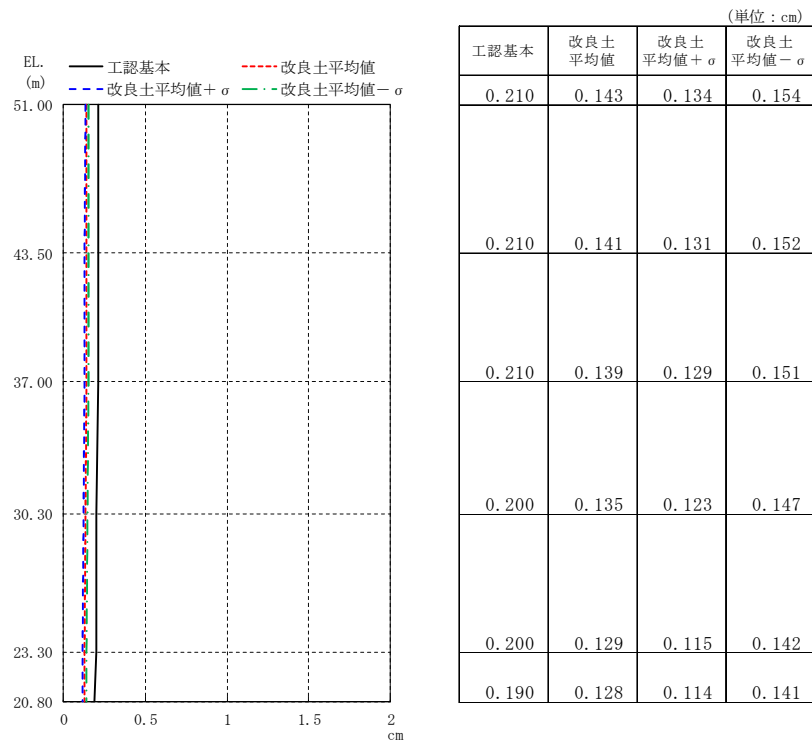 (単位：cm)
EL.
(m)
工認基本
改良土平均値
改良土平均値＋σ
改良土平均値－σ
51.00
43.50
37.00
30.30
23.30
20.80
0
0.5
1
1.5
2
cm
工認基本 改良土平均値 改良土平均値＋σ 改良土平均値－σ
0.210 0.143 0.134 0.154
0.210 0.141 0.131 0.152
0.210 0.139 0.129 0.151
0.200 0.135 0.123 0.147
0.200 0.129 0.115 0.142
0.190 0.128 0.114 0.141